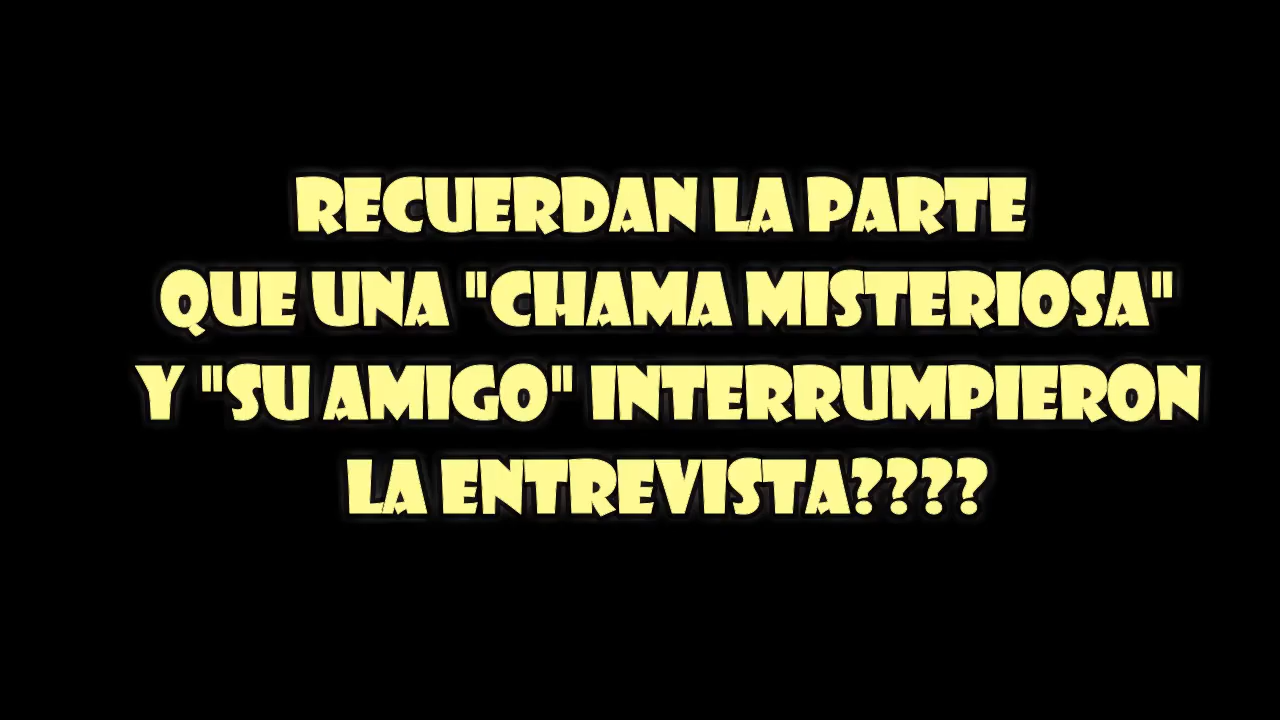 RECUERDAN LA PARTE
QUE UNA "CHAMA MISTERIOSA"
Y "SU AMIGO" INTERRUMPIERON
LA ENTREVISTA????